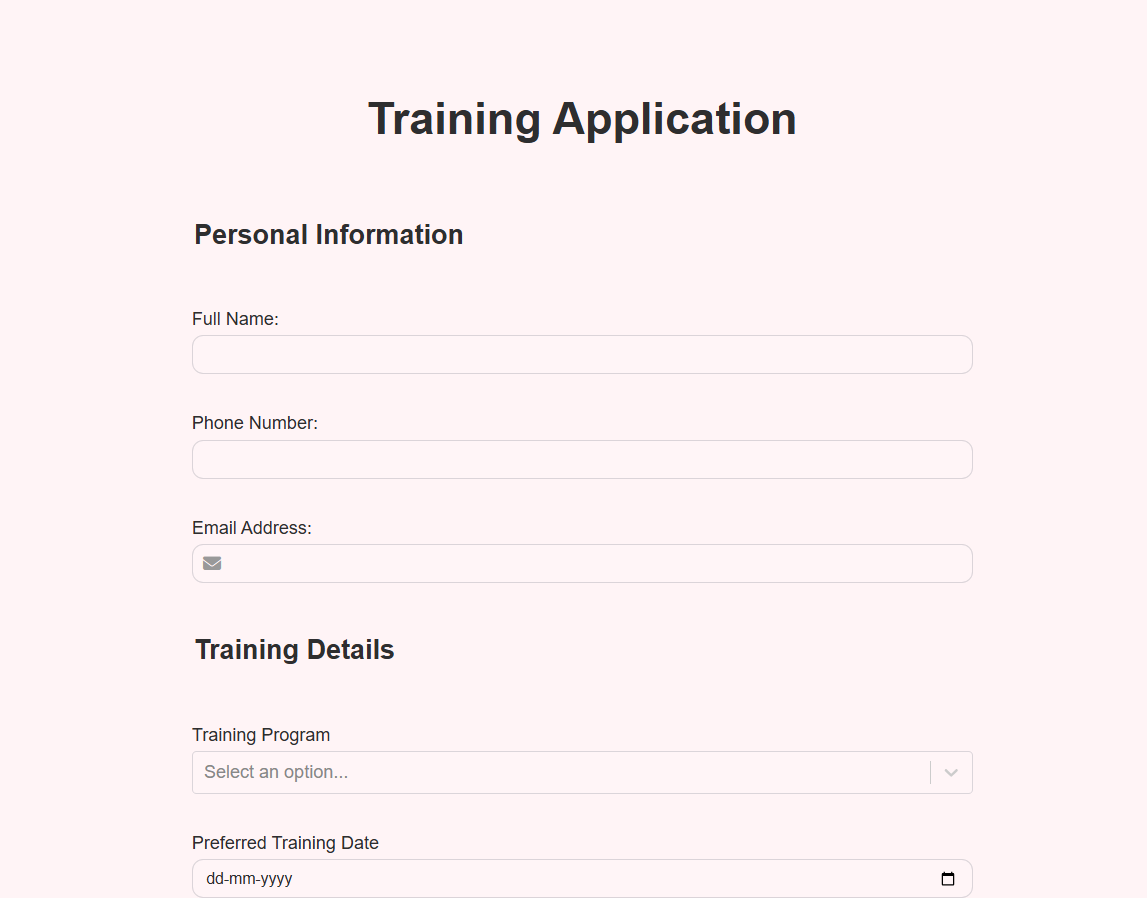 Training Application
Personal Information
Full Name:
Phone Number:
Email Address:
Training Details
Training Program
Select an option...
Preferred Training Date
dd-mm-yyyy